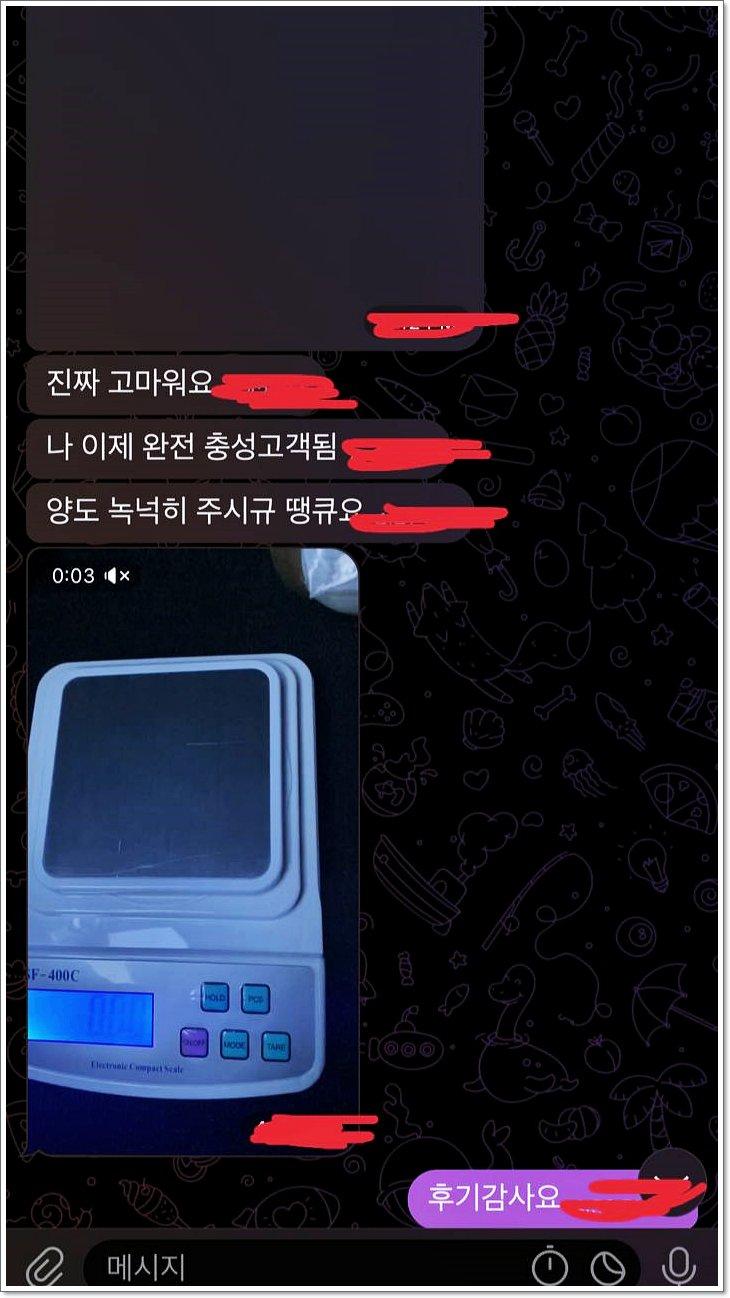 진짜 고마워요
나 이제 완전 충성고객됨
양도 녹넉히 주시규 땡큐요
0:03
SF-400C
HOLD
PCS
ON/OFF
MODE
TARE
Electronic Compact Scale
후기감사요
메시지